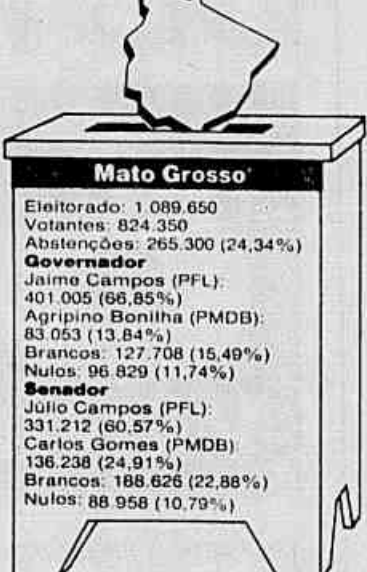 Mato Grosso
Eleitorado: 1.089.650
Votantes: 824.350
Abstenções: 265.300 (24,34%)
Governador
Jaime Campos (PFL):
401.005 (66,85%)
Agripino Bonilha (PMDB):
83.053 (13,84%)
Brancos: 127.708 (15,49%)
Nulos: 96.829 (11,74%)
Senador
Júlio Campos (PFL):
331.212 (60,57%)
Carlos Gomes (PMDB)
136.238 (24,91%)
Brancos: 188.626 (22,88%)
Nulos: 88.958 (10,79%)